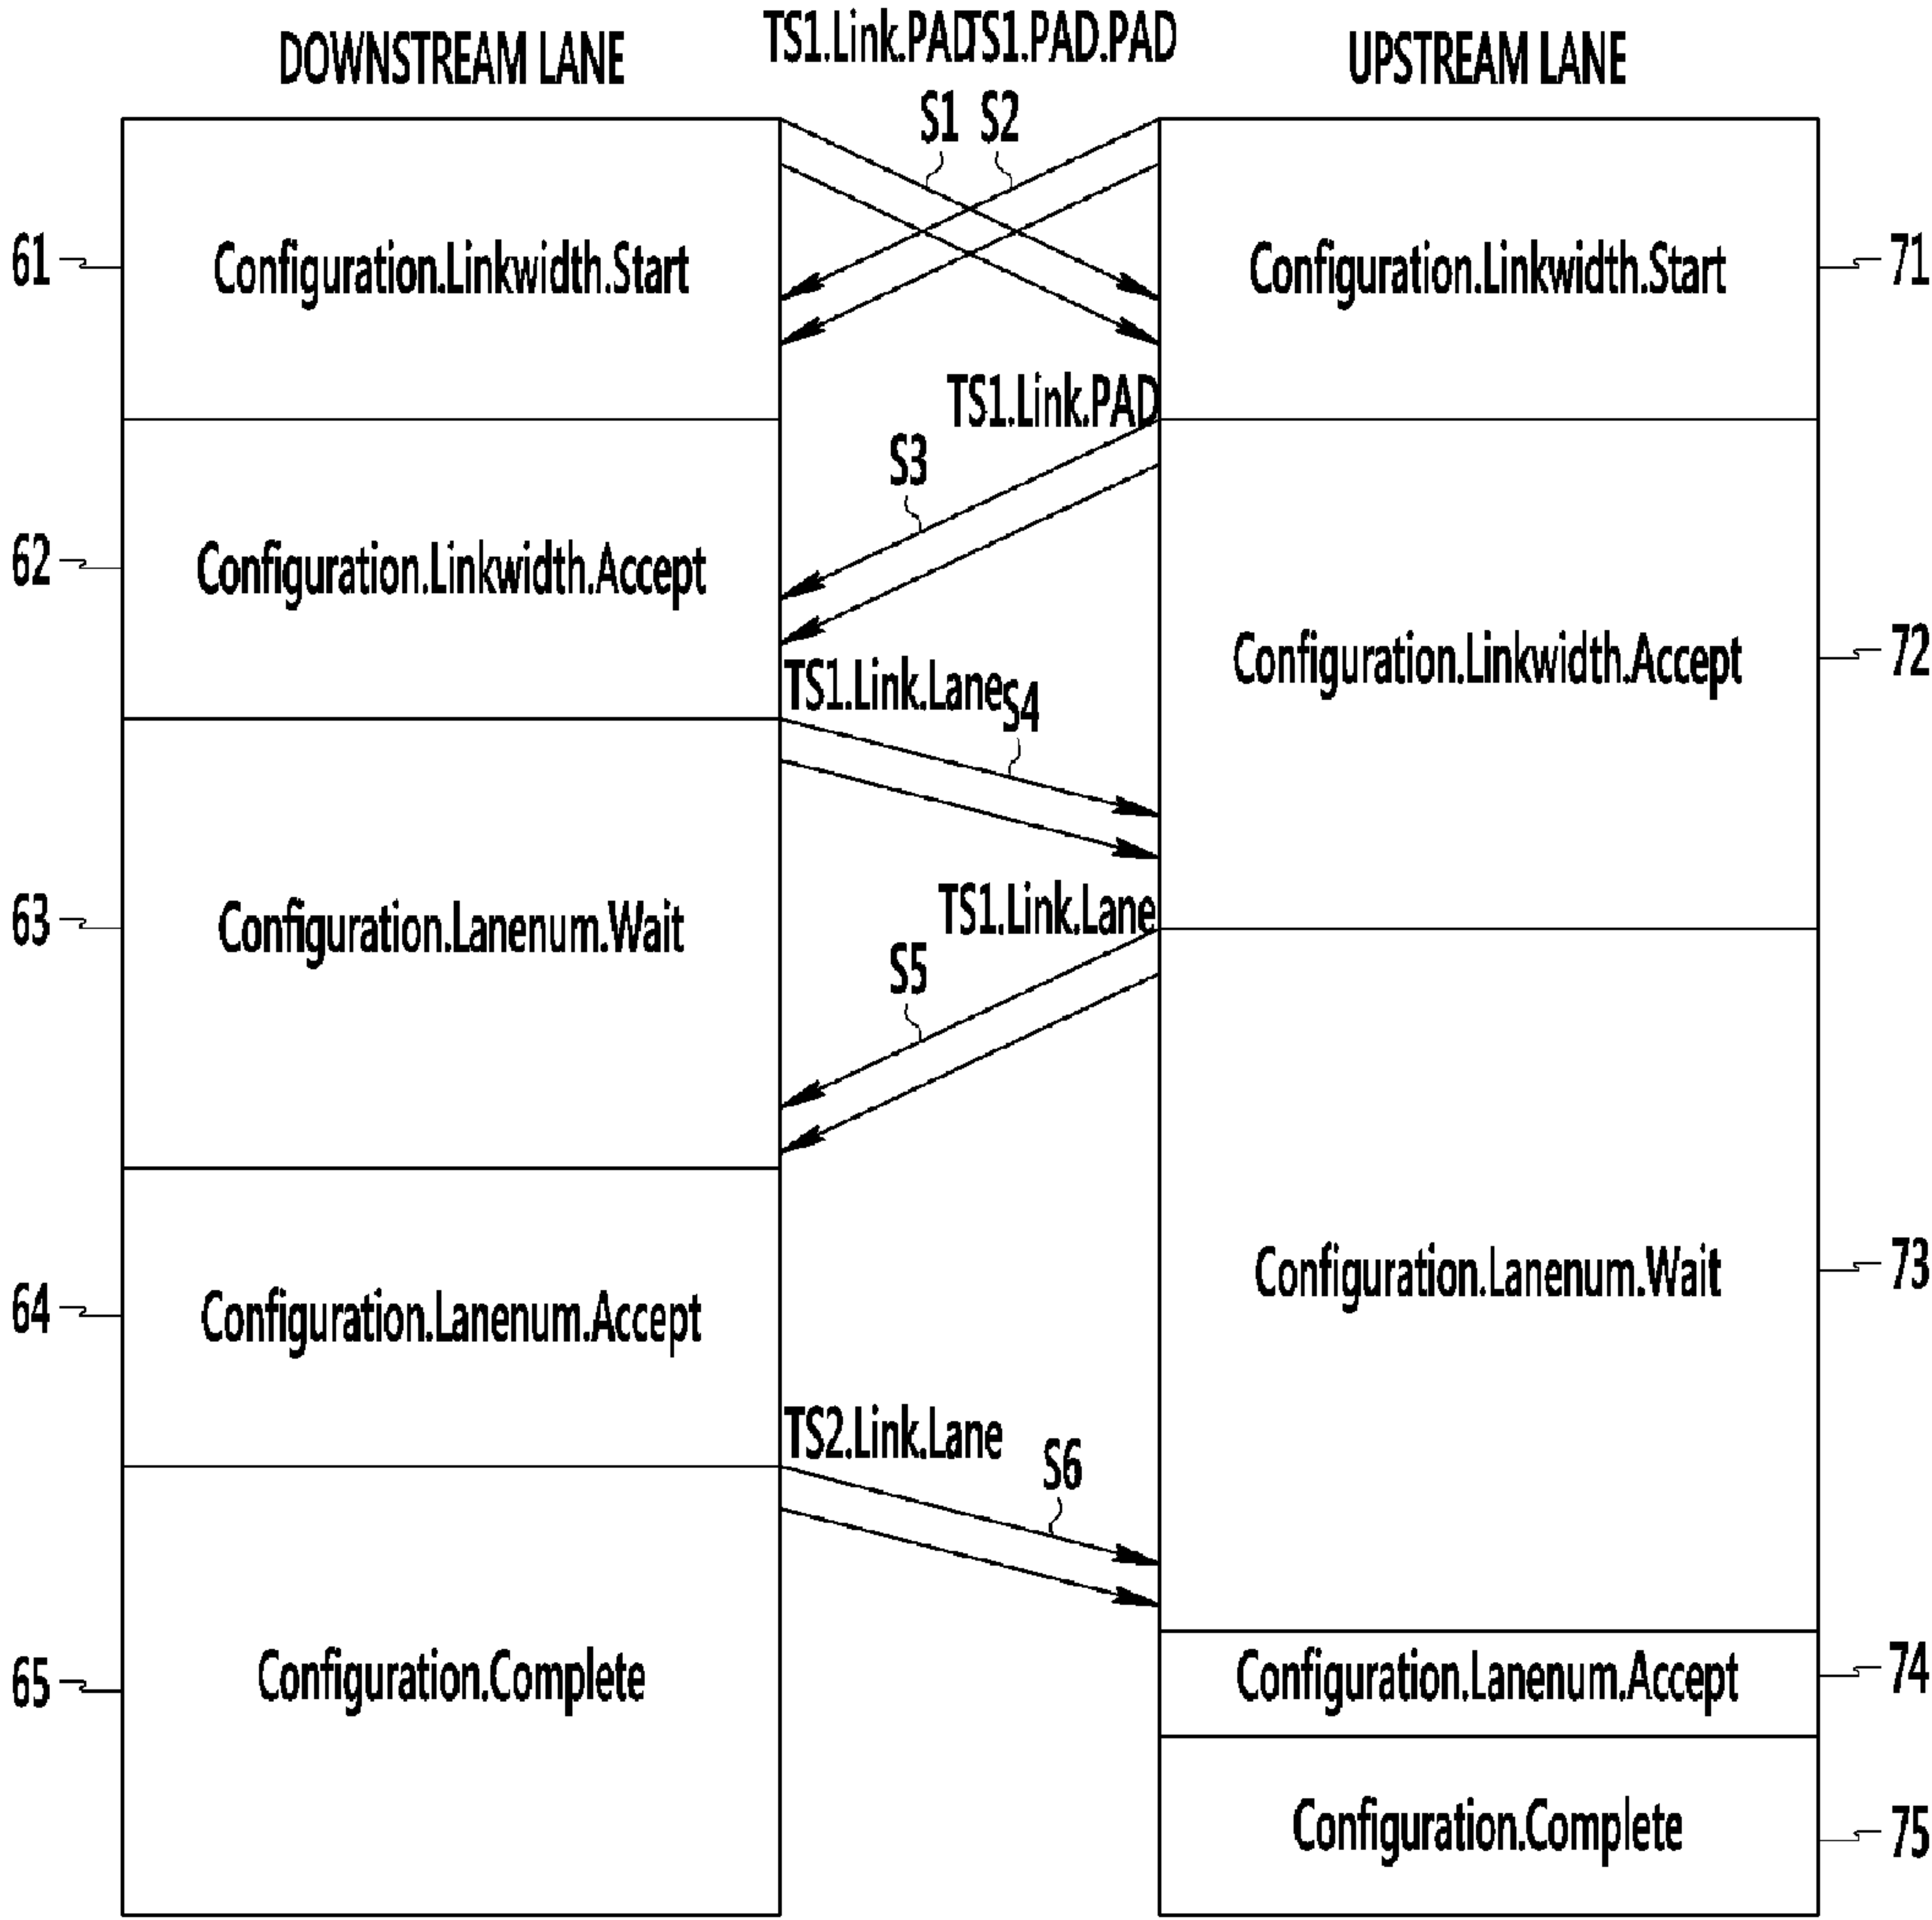 DOWNSTREAM LANE
TS1.Link.PAD
TS1.PAD.PAD
UPSTREAM LANE
S1
S2
61
Configuration.Linkwidth.Start
Configuration.Linkwidth.Start
71
TS1.Link.PAD
S3
62
Configuration.Linkwidth.Accept
Configuration.Linkwidth.Accept
72
TS1.Link.Lane
S4
63
Configuration.Lanenum.Wait
TS1.Link.Lane
S5
Configuration.Lanenum.Wait
73
64
Configuration.Lanenum.Accept
TS2.Link.Lane
S6
65
Configuration.Complete
Configuration.Lanenum.Accept
74
Configuration.Complete
75